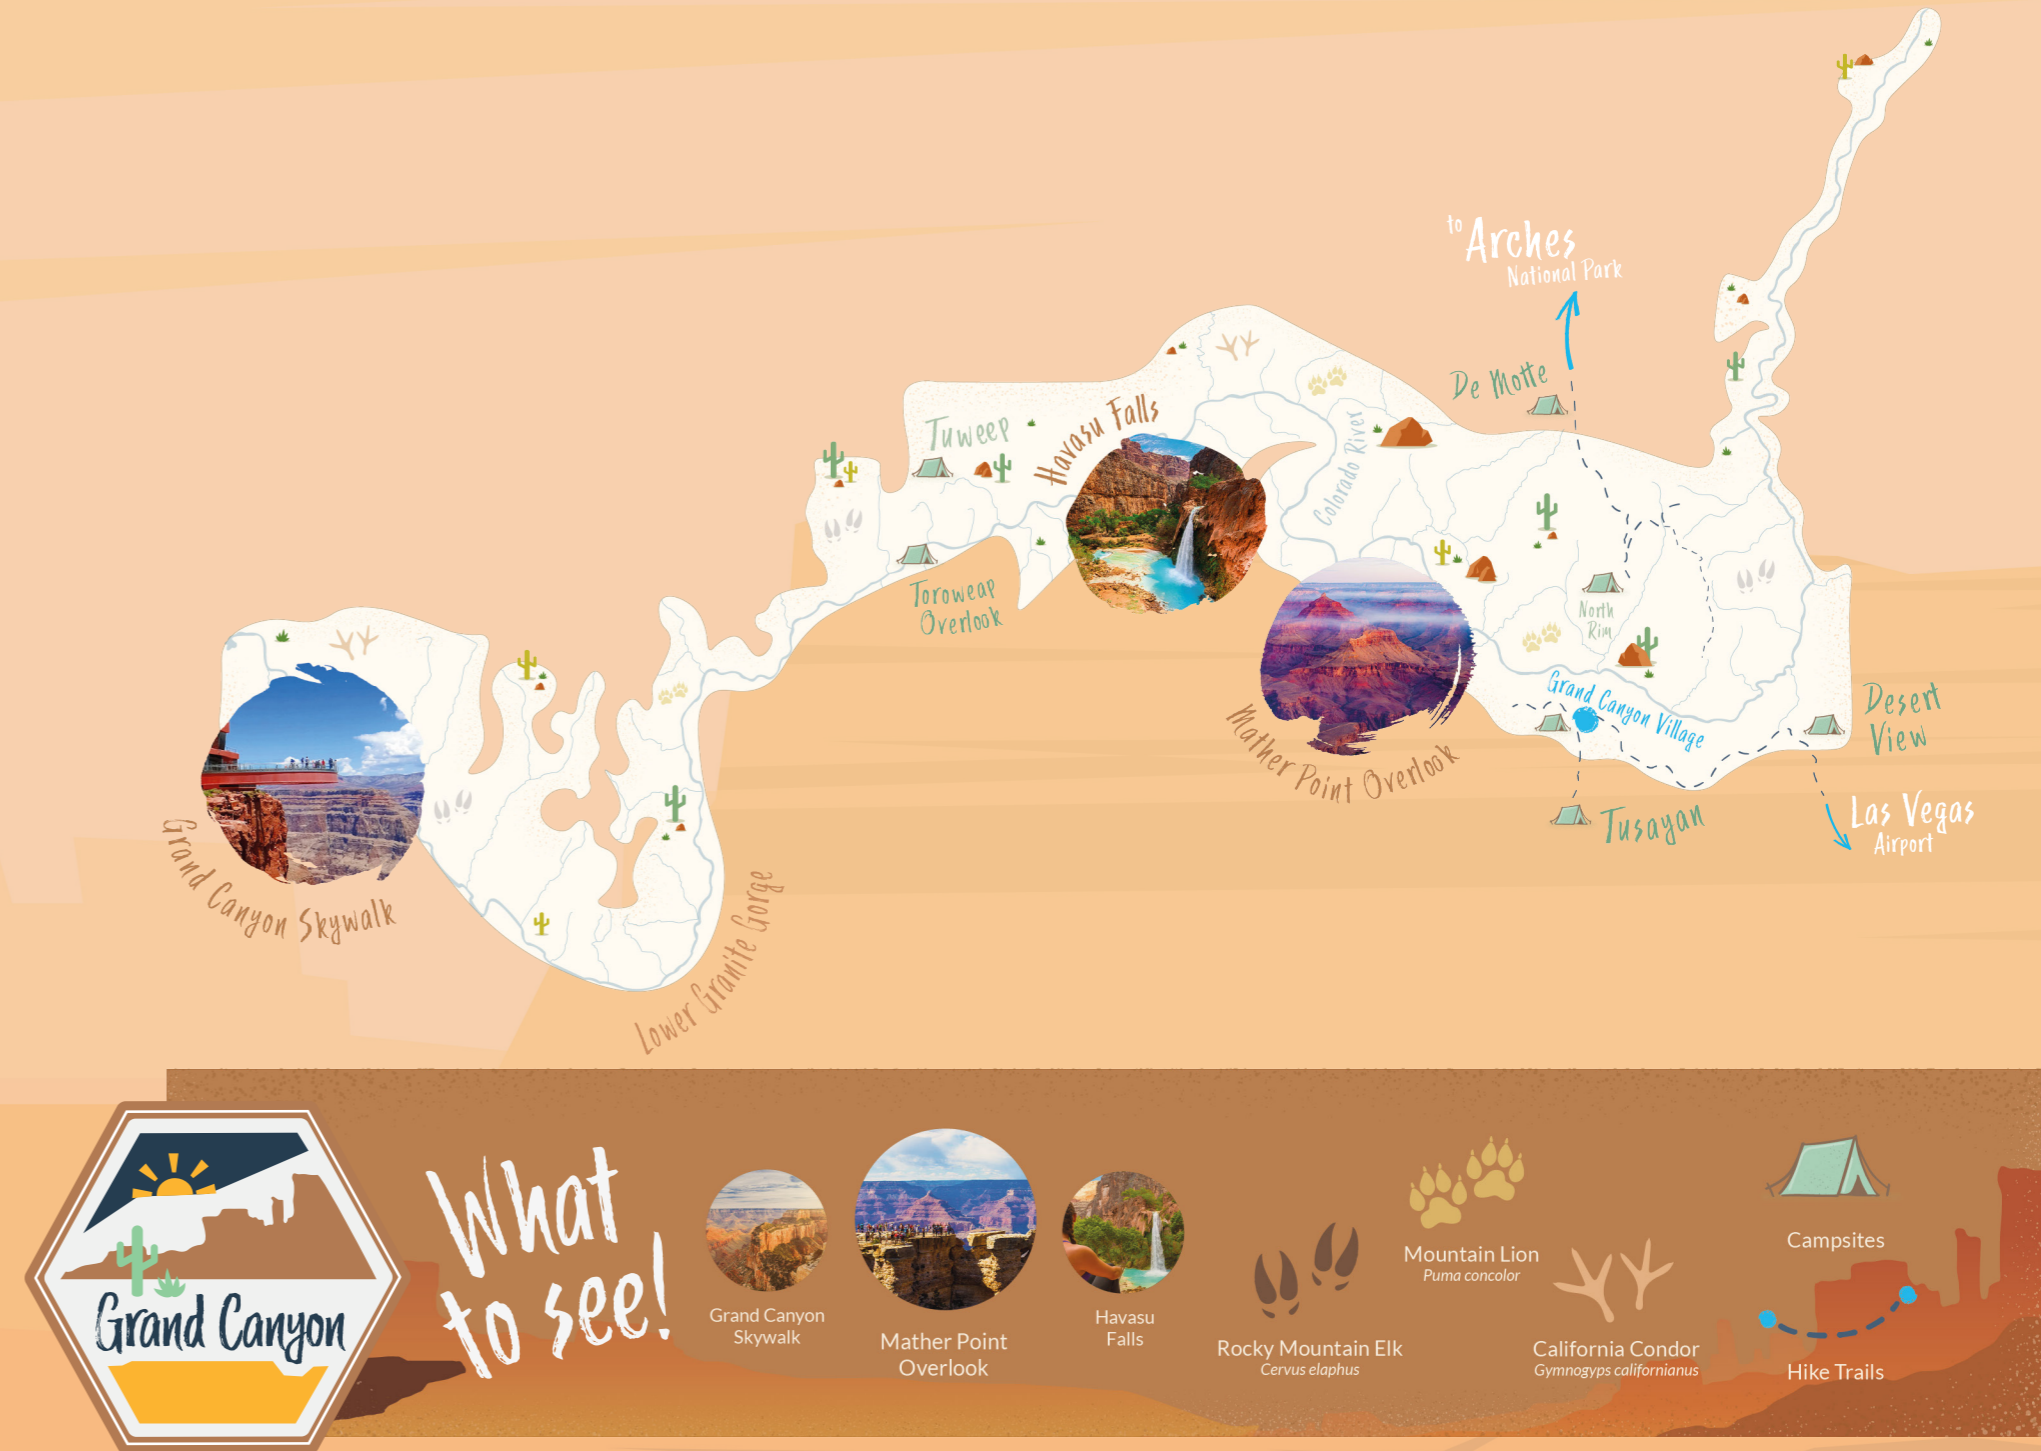 to Arches
National Park
De Motte
Havasu Falls
Tuweep
Colorado River
Toroweap
Overlook
North
Rim
Grand Canyon Village
Desert
View
Mather Point Overlook
Tusayan
Las Vegas
Airport
Grand Canyon Skywalk
Lower Granite Gorge
Grand Canyon
What
to see!
Grand Canyon
Skywalk
Mather Point
Overlook
Havasu
Falls
Rocky Mountain Elk
Cervus elaphus
Mountain Lion
Puma concolor
California Condor
Gymnogyps californianus
Campsites
Hike Trails